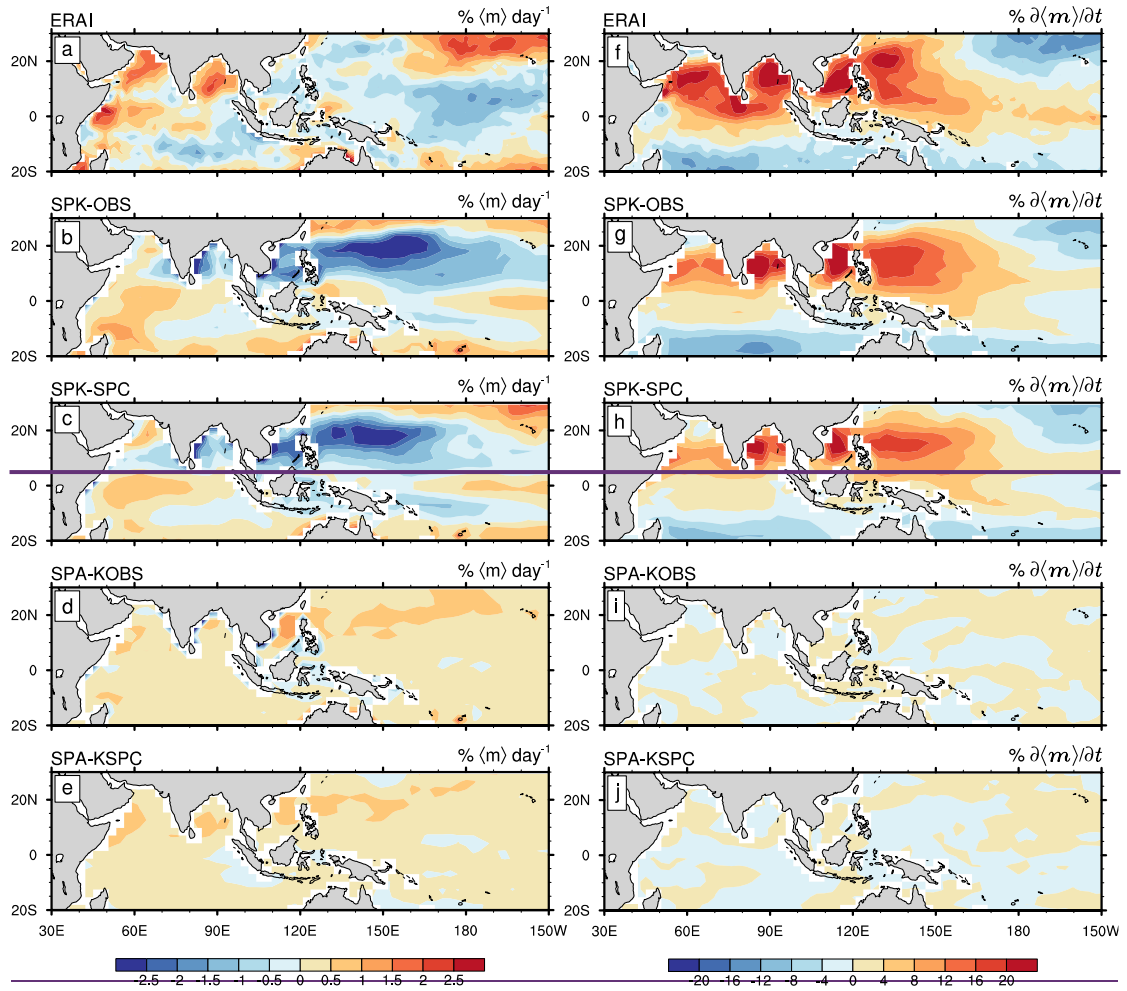 ERAI % ⟨m⟩ day⁻¹ ERAI % ∂⟨m⟩/∂t
a f
20N 20N
0 0
20S 20S
SPK-OBS % ⟨m⟩ day⁻¹ SPK-OBS % ∂⟨m⟩/∂t
b g
20N 20N
0 0
20S 20S
SPK-SPC % ⟨m⟩ day⁻¹ SPK-SPC % ∂⟨m⟩/∂t
c h
20N 20N
0 0
20S 20S
SPA-KOBS % ⟨m⟩ day⁻¹ SPA-KOBS % ∂⟨m⟩/∂t
d i
20N 20N
0 0
20S 20S
SPA-KSPC % ⟨m⟩ day⁻¹ SPA-KSPC % ∂⟨m⟩/∂t
e j
20N 20N
0 0
20S 20S
30E 60E 90E 120E 150E 180 150W 30E 60E 90E 120E 150E 180 150W
-2.5 -2 -1.5 -1 -0.5 0 0.5 1 1.5 2 2.5 -20 -16 -12 -8 -4 0 4 8 12 16 20